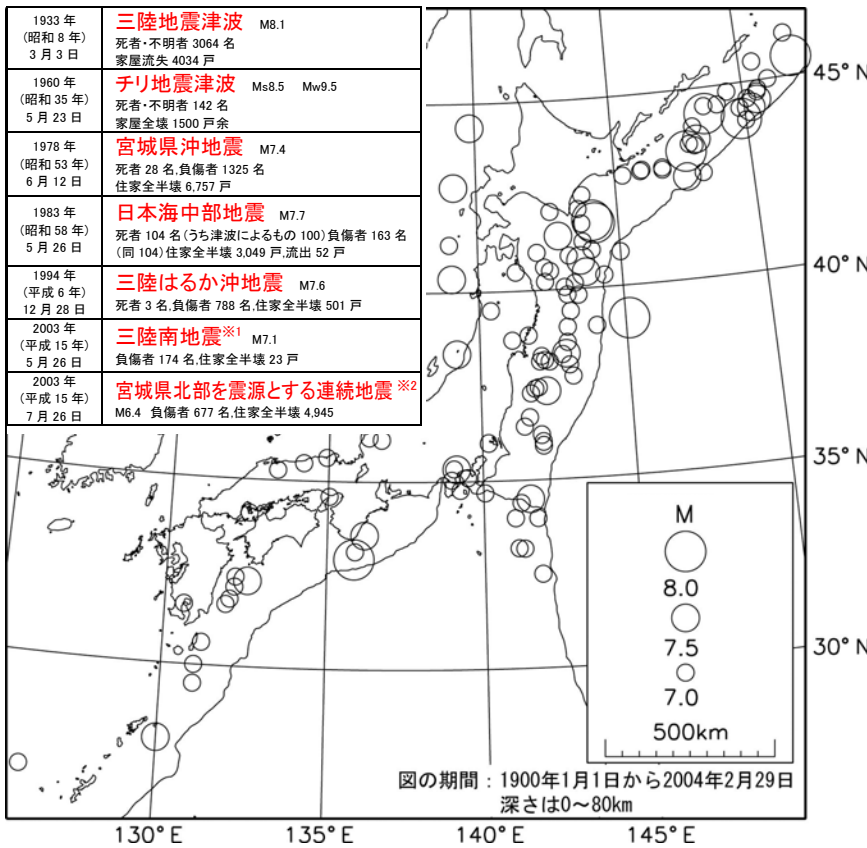 1933 年
(昭和 8 年)
3 月 3 日
三陸地震津波 M8.1
死者・不明者 3064 名
家屋流失 4034 戸
1960 年
(昭和 35 年)
5 月 23 日
チリ地震津波 Ms8.5 Mw9.5
死者・不明者 142 名
家屋全壊 1500 戸余
1978 年
(昭和 53 年)
6 月 12 日
宮城県沖地震 M7.4
死者 28 名,負傷者 1325 名
住家全半壊 6,757 戸
1983 年
(昭和 58 年)
5 月 26 日
日本海中部地震 M7.7
死者 104 名(うち津波によるもの 100)負傷者 163 名
(同 104)住家全半壊 3,049 戸,流出 52 戸
1994 年
(平成 6 年)
12 月 28 日
三陸はるか沖地震 M7.6
死者 3 名,負傷者 788 名,住家全半壊 501 戸
2003 年
(平成 15 年)
5 月 26 日
三陸南地震※1 M7.1
負傷者 174 名,住家全半壊 23 戸
2003 年
(平成 15 年)
7 月 26 日
宮城県北部を震源とする連続地震 ※2
M6.4 負傷者 677 名,住家全半壊 4,945
45° N
40° N
35° N
30° N
M
8.0
7.5
7.0
500km
図の期間:1900年1月1日から2004年2月29日
深さは0~80km
130° E
135° E
140° E
145° E